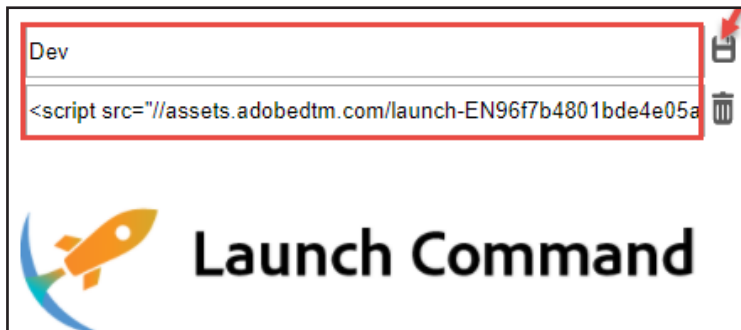 Dev
<script src="//assets.adobedtm.com/launch-EN96f7b4801bde4e05a
Launch Command